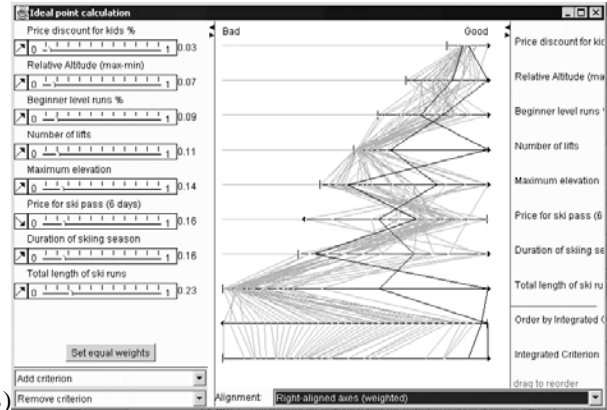 Ideal point calculation
Price discount for kids %
0 1 0.03
Relative Altitude (max-min)
0 1 0.07
Beginner level runs %
0 1 0.09
Number of lifts
0 1 0.11
Maximum elevation
0 1 0.14
Price for ski pass (6 days)
0 1 0.16
Duration of skiing season
0 1 0.16
Total length of ski runs
0 1 0.23
Set equal weights
Add criterion
Remove criterion
Bad Good
Alignment: Right-aligned axes (weighted)
Price discount for kid
Relative Altitude (ma
Beginner level runs
Number of lifts
Maximum elevation
Price for ski pass (6
Duration of skiing se
Total length of ski ru
Order by Integrated C
Integrated Criterion
drag to reorder